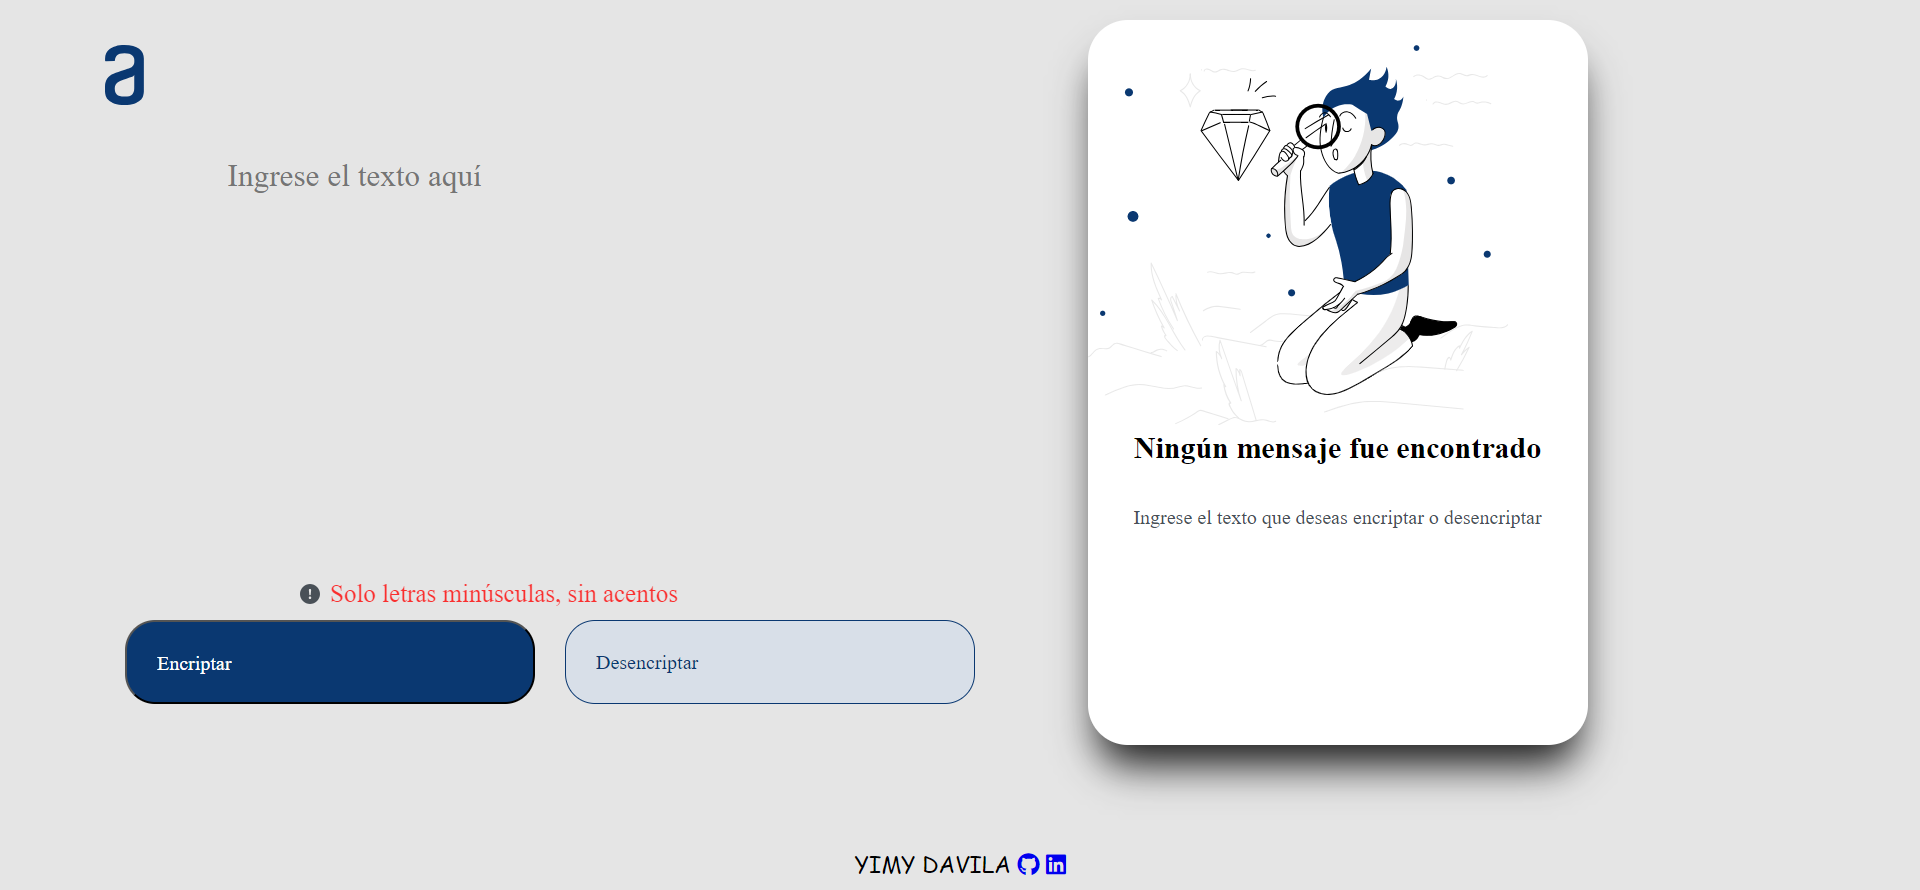 a
Ingrese el texto aquí
Solo letras minúsculas, sin acentos
Encriptar
Desencriptar
Ningún mensaje fue encontrado
Ingrese el texto que deseas encriptar o desencriptar
YIMY DAVILA in